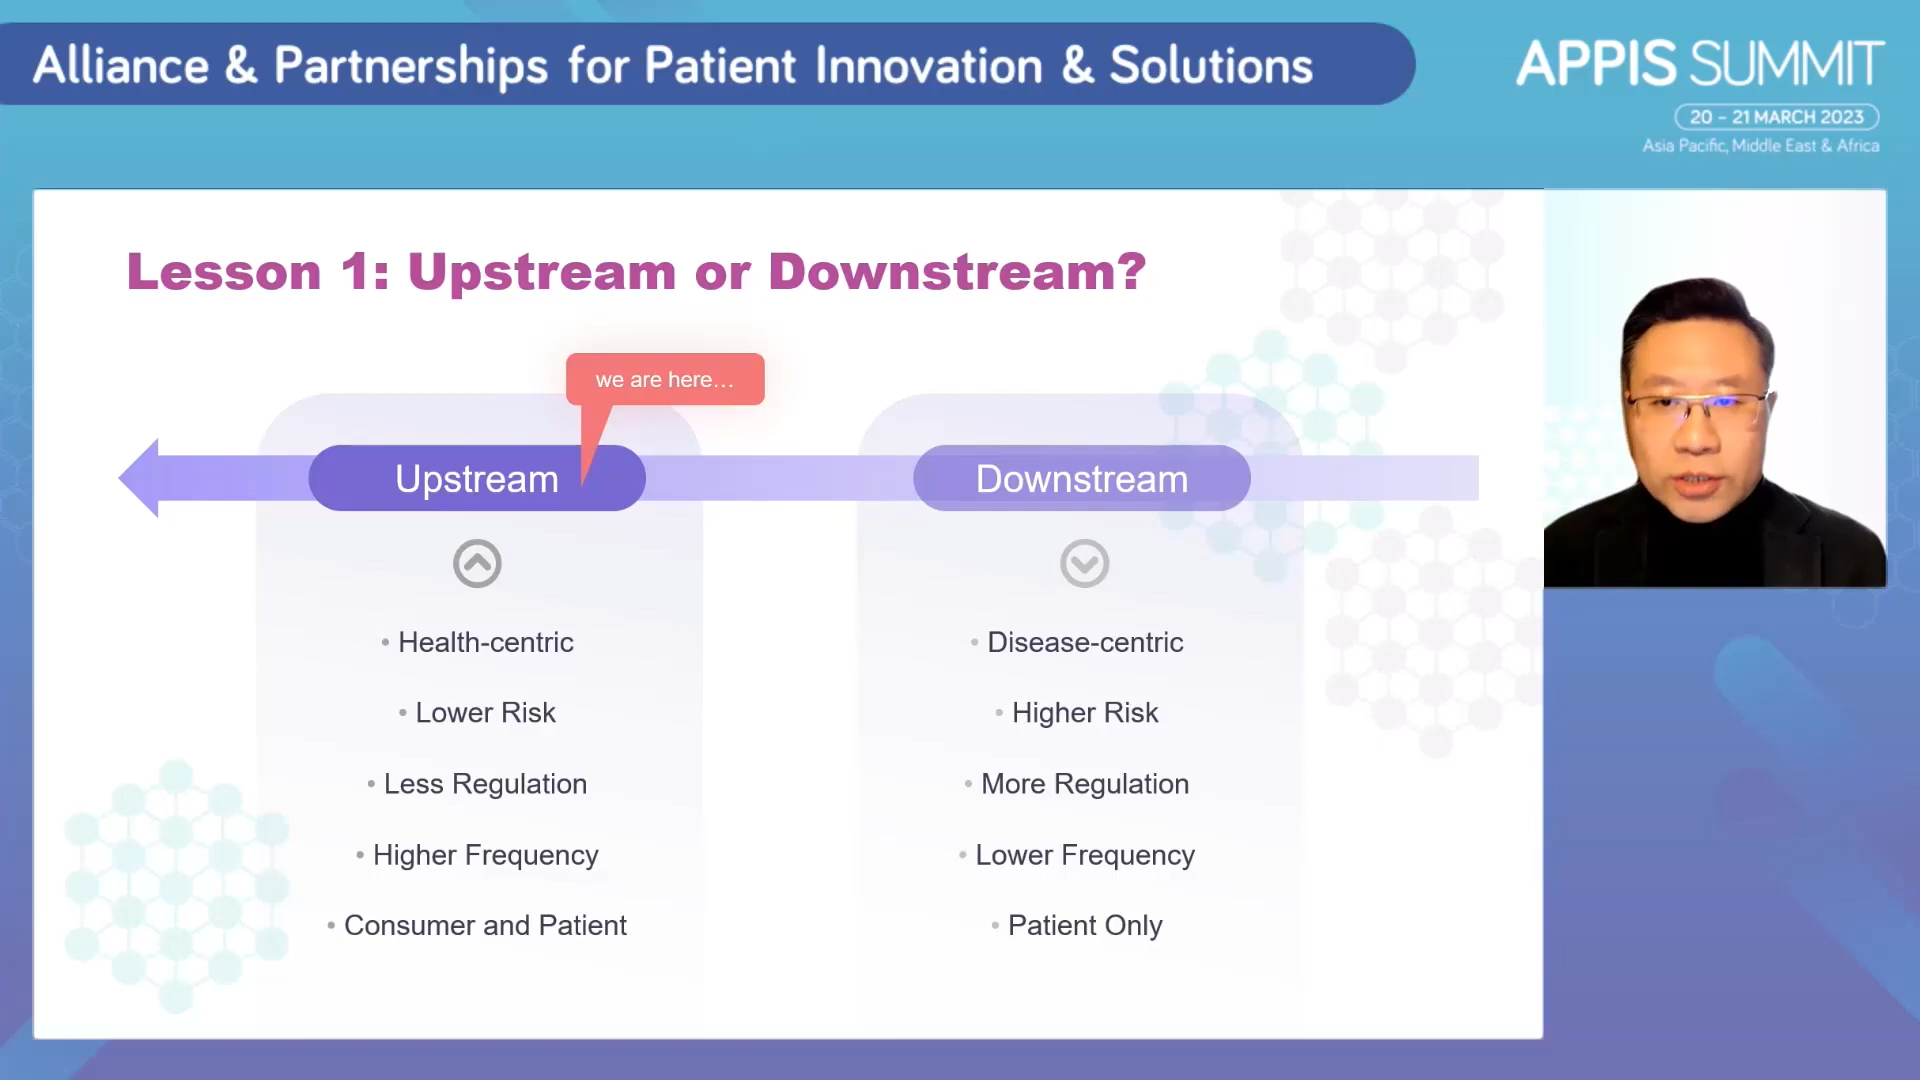 Alliance & Partnerships for Patient Innovation & Solutions
APPIS SUMMIT
20 – 21 MARCH 2023
Asia Pacific, Middle East & Africa
Lesson 1: Upstream or Downstream?
we are here...
Upstream
• Health-centric
• Lower Risk
• Less Regulation
• Higher Frequency
• Consumer and Patient
Downstream
• Disease-centric
• Higher Risk
• More Regulation
• Lower Frequency
• Patient Only